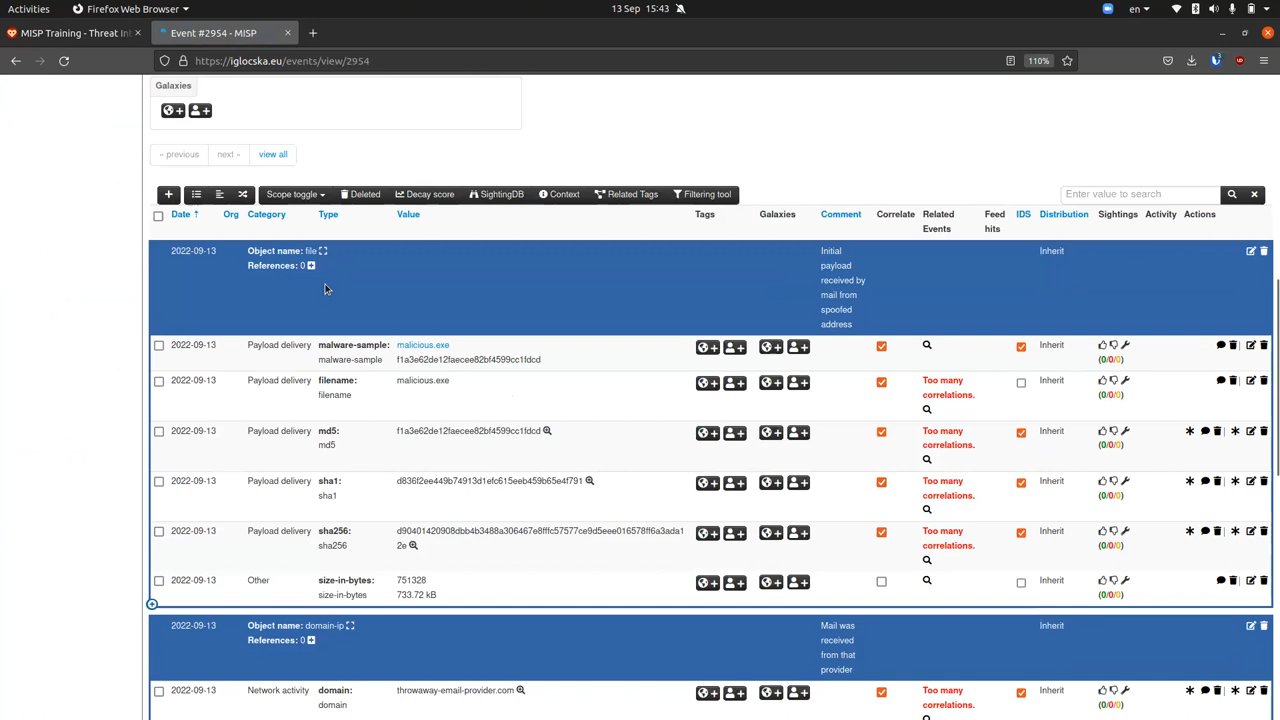 Activities Firefox Web Browser 13 Sep 15:43 en
MISP Training - Threat In Event #2954 - MISP
https://iglocska.eu/events/view/2954 110%
Galaxies
« previous next » view all
Scope toggle Deleted Decay score SightingDB Context Related Tags Filtering tool Enter value to search
Date Org Category Type Value Tags Galaxies Comment Correlate Related Feed IDS Distribution Sightings Activity Actions
Events hits
2022-09-13 Object name: file Initial Inherit
References: 0 payload
received by
mail from
spoofed
address
2022-09-13 Payload delivery malware-sample: malicious.exe Inherit
malware-sample f1a3e62de12faecee82bf4599cc1fdcd (0/0/0)
2022-09-13 Payload delivery filename: malicious.exe Too many Inherit
filename correlations. (0/0/0)
2022-09-13 Payload delivery md5: f1a3e62de12faecee82bf4599cc1fdcd Too many Inherit
md5 correlations. (0/0/0)
2022-09-13 Payload delivery sha1: d836f2ee449b74913d1efc615eeb459b65e4f791 Too many Inherit
sha1 correlations. (0/0/0)
2022-09-13 Payload delivery sha256: d90401420908dbb4b3488a306467e8fffc57577ce9d5eee016578ff6a3ada1 Too many Inherit
sha256 2e correlations. (0/0/0)
2022-09-13 Other size-in-bytes: 751328 Inherit
size-in-bytes 733.72 kB (0/0/0)
2022-09-13 Object name: domain-ip Mail was Inherit
References: 0 received
from that
provider
2022-09-13 Network activity domain: throwaway-email-provider.com Too many Inherit
domain correlations. (0/0/0)